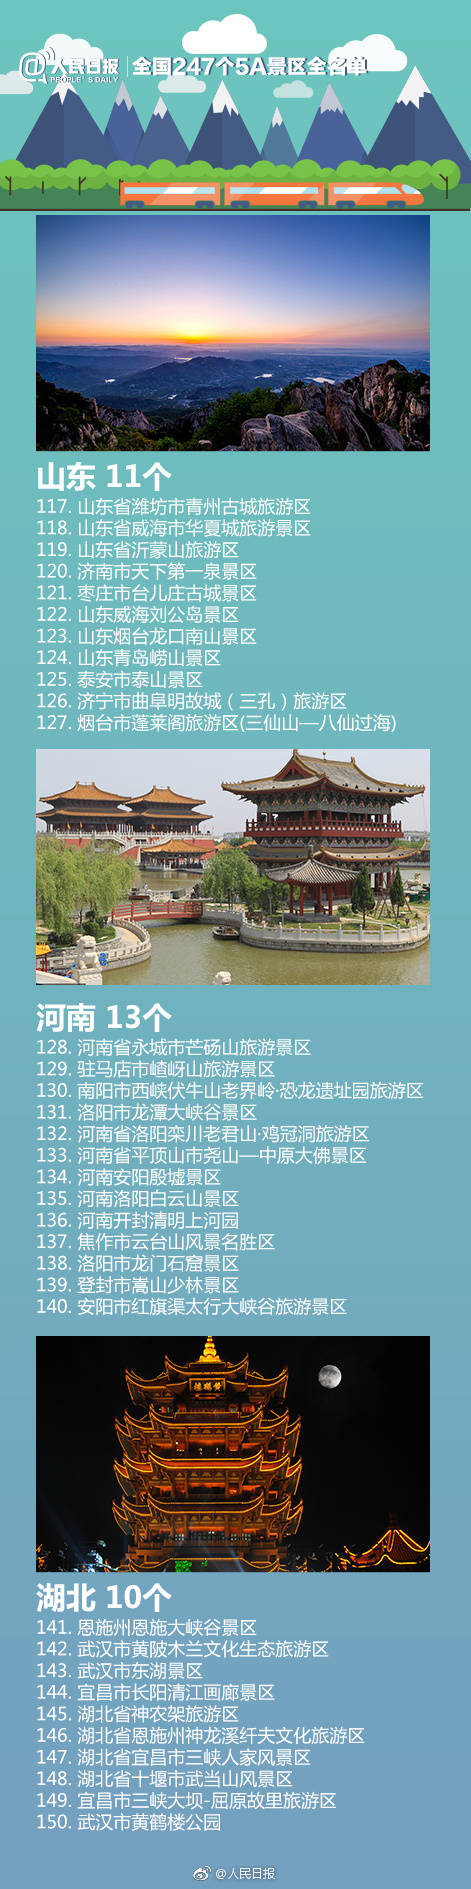 @人民日报 全国247个5A景区全名单
PEOPLE'S DAILY
山东 11个
117. 山东省潍坊市青州古城旅游区
118. 山东省威海市华夏城旅游景区
119. 山东省沂蒙山旅游区
120. 济南市天下第一泉景区
121. 枣庄市台儿庄古城景区
122. 山东威海刘公岛景区
123. 山东烟台龙口南山景区
124. 山东青岛崂山景区
125. 泰安市泰山景区
126. 济宁市曲阜明故城（三孔）旅游区
127. 烟台市蓬莱阁旅游区(三仙山—八仙过海)
河南 13个
128. 河南省永城市芒砀山旅游景区
129. 驻马店市嵖岈山旅游景区
130. 南阳市西峡伏牛山老界岭·恐龙遗址园旅游区
131. 洛阳市龙潭大峡谷景区
132. 河南省洛阳栾川老君山·鸡冠洞旅游区
133. 河南省平顶山市尧山—中原大佛景区
134. 河南安阳殷墟景区
135. 河南洛阳白云山景区
136. 河南开封清明上河园
137. 焦作市云台山风景名胜区
138. 洛阳市龙门石窟景区
139. 登封市嵩山少林景区
140. 安阳市红旗渠太行大峡谷旅游景区
樓鶴黄
湖北 10个
141. 恩施州恩施大峡谷景区
142. 武汉市黄陂木兰文化生态旅游区
143. 武汉市东湖景区
144. 宜昌市长阳清江画廊景区
145. 湖北省神农架旅游区
146. 湖北省恩施州神龙溪纤夫文化旅游区
147. 湖北省宜昌市三峡人家风景区
148. 湖北省十堰市武当山风景区
149. 宜昌市三峡大坝-屈原故里旅游区
150. 武汉市黄鹤楼公园
@人民日报